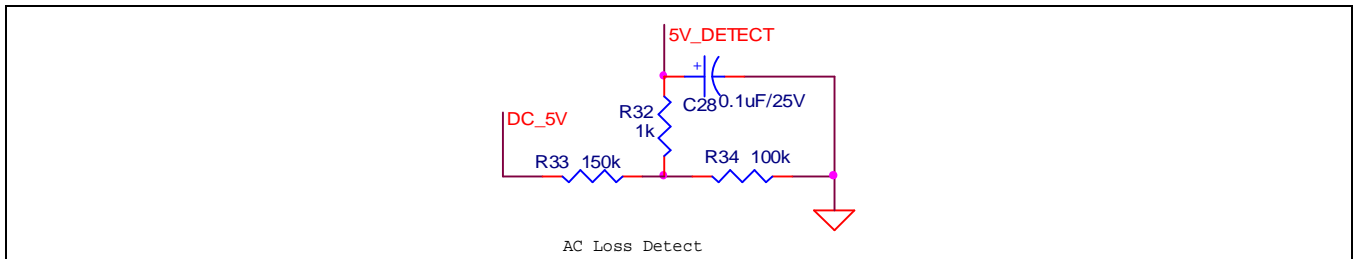 5V_DETECT
+
C28 0.1uF/25V
R32
1k
DC_5V
R33 150k
R34 100k
AC Loss Detect